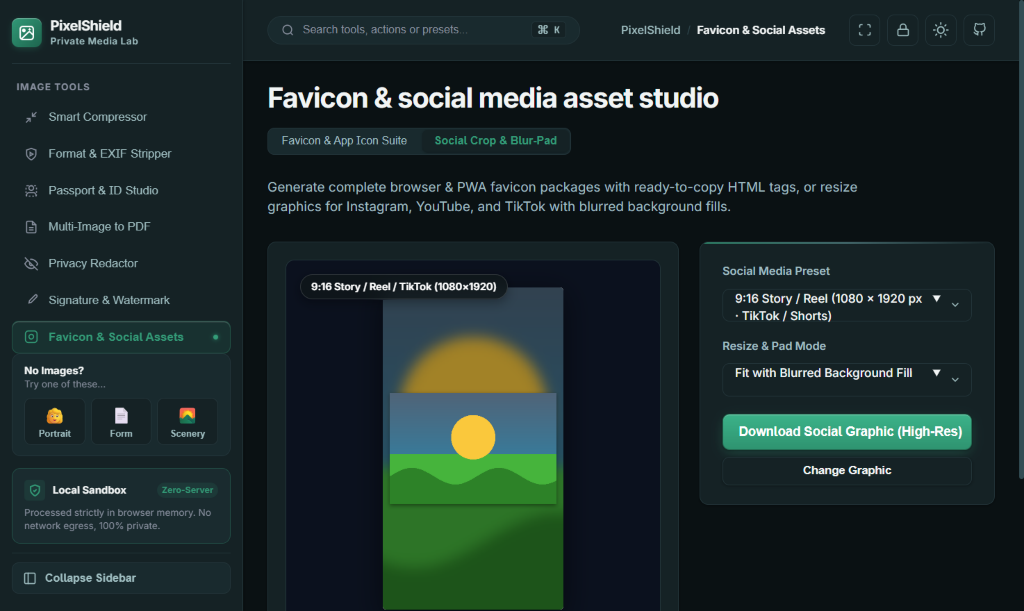 PixelShield
Private Media Lab
Search tools, actions or presets...
⌘ K
PixelShield / Favicon & Social Assets
IMAGE TOOLS
Smart Compressor
Format & EXIF Stripper
Passport & ID Studio
Multi-Image to PDF
Privacy Redactor
Signature & Watermark
Favicon & Social Assets
No Images?
Try one of these...
Portrait
Form
Scenery
Local Sandbox
Zero-Server
Processed strictly in browser memory. No
network egress, 100% private.
Collapse Sidebar
Favicon & social media asset studio
Favicon & App Icon Suite
Social Crop & Blur-Pad
Generate complete browser & PWA favicon packages with ready-to-copy HTML tags, or resize
graphics for Instagram, YouTube, and TikTok with blurred background fills.
9:16 Story / Reel / TikTok (1080×1920)
Social Media Preset
9:16 Story / Reel (1080 × 1920 px
· TikTok / Shorts)
Resize & Pad Mode
Fit with Blurred Background Fill
Download Social Graphic (High-Res)
Change Graphic